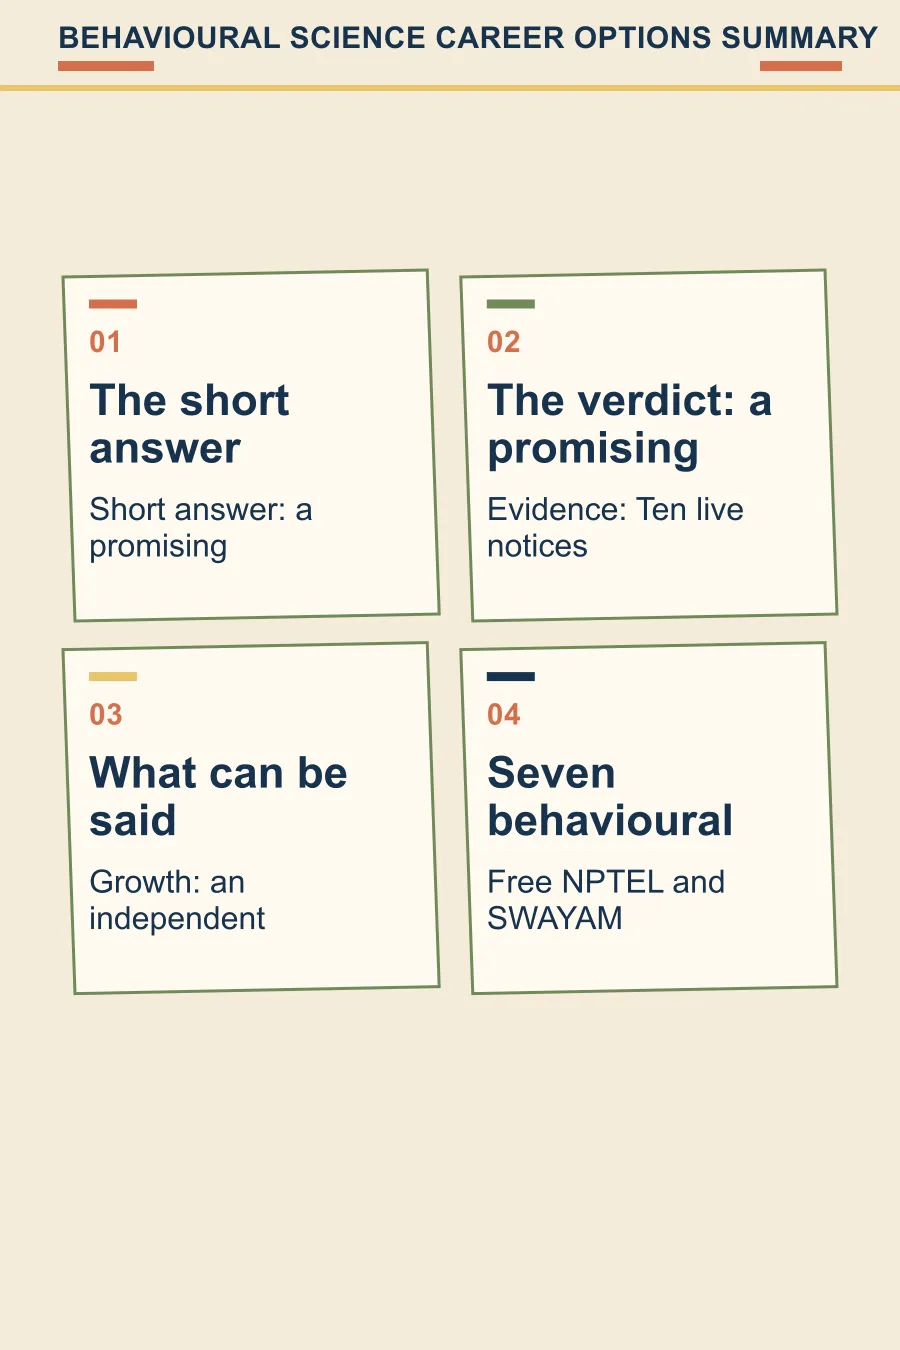 BEHAVIOURAL SCIENCE CAREER OPTIONS SUMMARY
01
The short
answer
Short answer: a
promising
02
The verdict: a
promising
Evidence: Ten live
notices
03
What can be
said
Growth: an
independent
04
Seven
behavioural
Free NPTEL and
SWAYAM